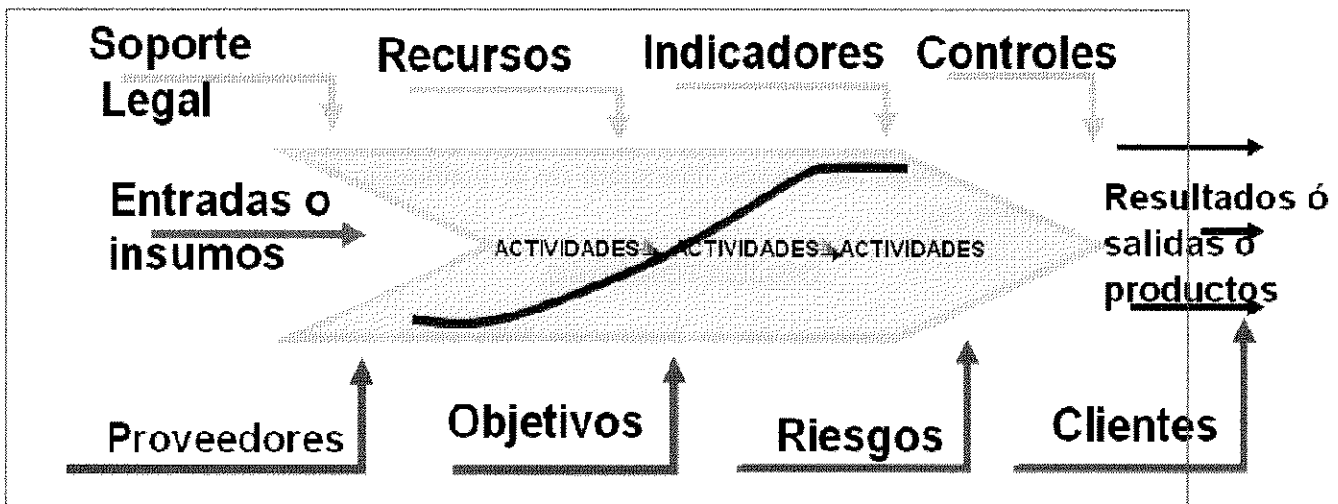 Soporte
Legal
Recursos
Indicadores
Controles
Entradas o
insumos
ACTIVIDADES ACTIVIDADES ACTIVIDADES
Resultados ó
salidas o
productos
Proveedores
Objetivos
Riesgos
Clientes